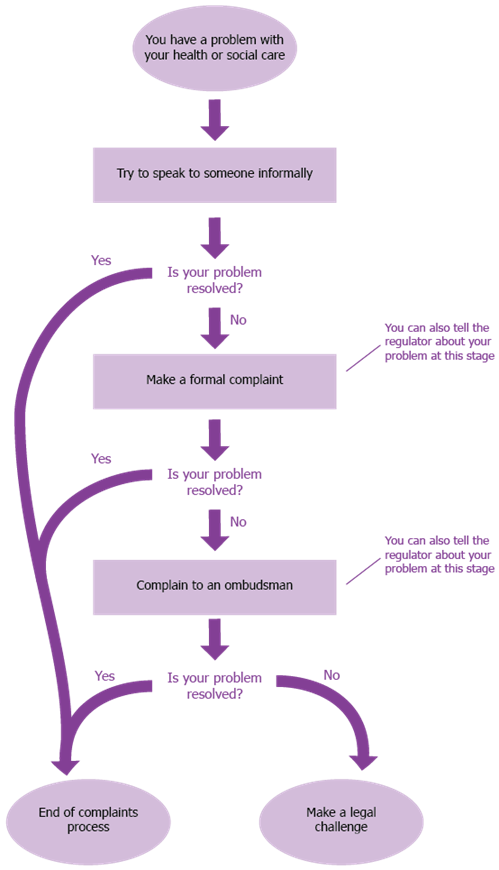 You have a problem with
your health or social care
Try to speak to someone informally
Yes
Is your problem
resolved?
No
You can also tell the
regulator about your
problem at this stage
Make a formal complaint
Yes
Is your problem
resolved?
No
You can also tell the
regulator about your
problem at this stage
Complain to an ombudsman
Yes
Is your problem
resolved?
No
End of complaints
process
Make a legal
challenge